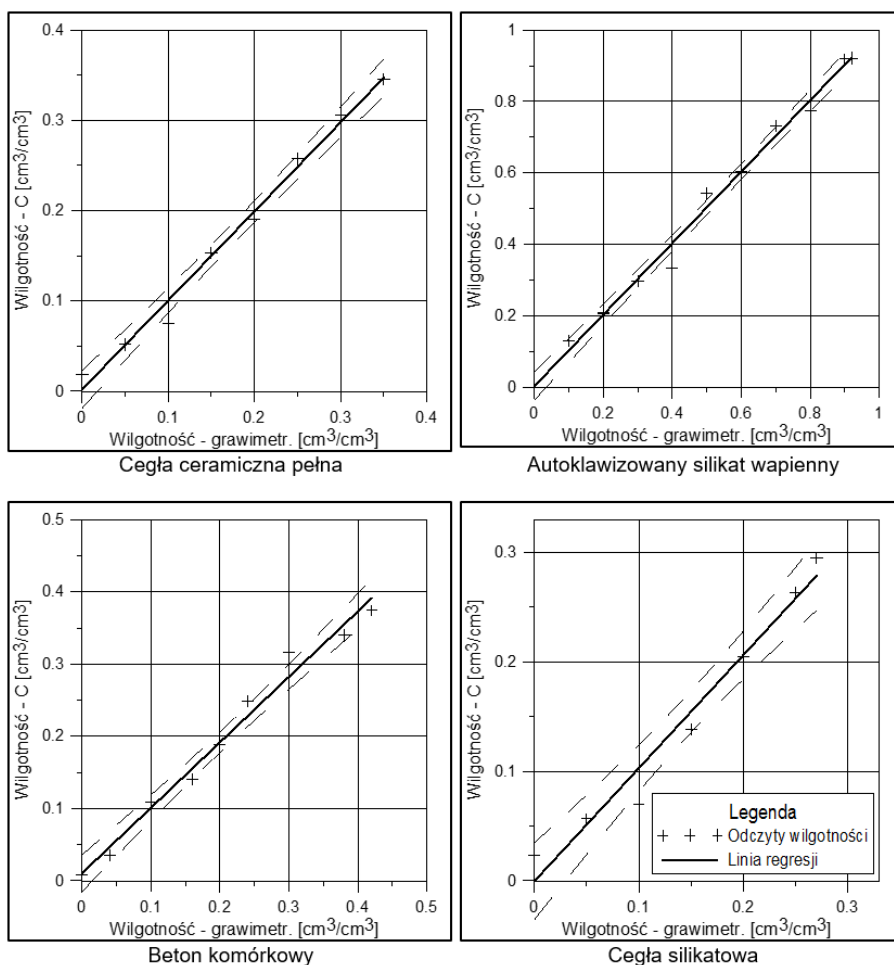 0.4
0.3
0.2
0.1
0
Wilgotność - C [cm³/cm³]
0 0.1 0.2 0.3 0.4
Wilgotność - grawimetr. [cm³/cm³]
Cegła ceramiczna pełna
1
0.8
0.6
0.4
0.2
0
Wilgotność - C [cm³/cm³]
0 0.2 0.4 0.6 0.8 1
Wilgotność - grawimetr. [cm³/cm³]
Autoklawizowany silikat wapienny
0.5
0.4
0.3
0.2
0.1
0
Wilgotność - C [cm³/cm³]
0 0.1 0.2 0.3 0.4 0.5
Wilgotność - grawimetr. [cm³/cm³]
Beton komórkowy
0.3
0.2
0.1
0
Wilgotność - C [cm³/cm³]
Legenda
Odczyty wilgotności
Linia regresji
0 0.1 0.2 0.3
Wilgotność - grawimetr. [cm³/cm³]
Cegła silikatowa